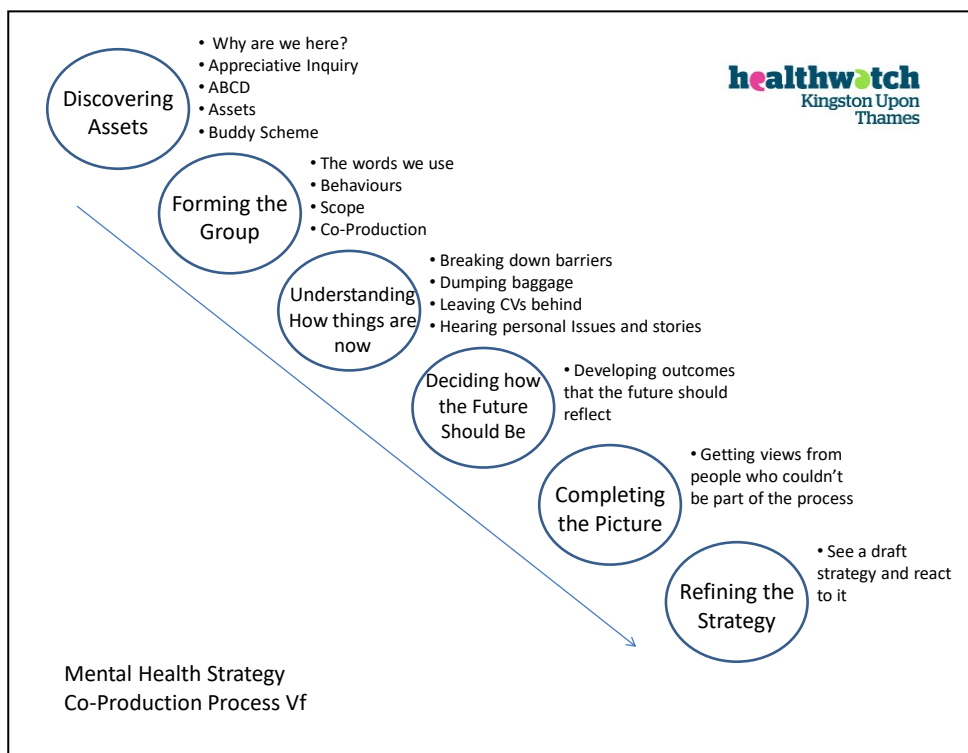 Discovering
Assets
• Why are we here?
• Appreciative Inquiry
• ABCD
• Assets
• Buddy Scheme
healthwatch
Kingston Upon
Thames
Forming the
Group
• The words we use
• Behaviours
• Scope
• Co-Production
Understanding
How things are
now
• Breaking down barriers
• Dumping baggage
• Leaving CVs behind
• Hearing personal Issues and stories
Deciding how
the Future
Should Be
• Developing outcomes
that the future should
reflect
Completing
the Picture
• Getting views from
people who couldn't
be part of the process
Refining the
Strategy
• See a draft
strategy and react
to it
Mental Health Strategy
Co-Production Process Vf